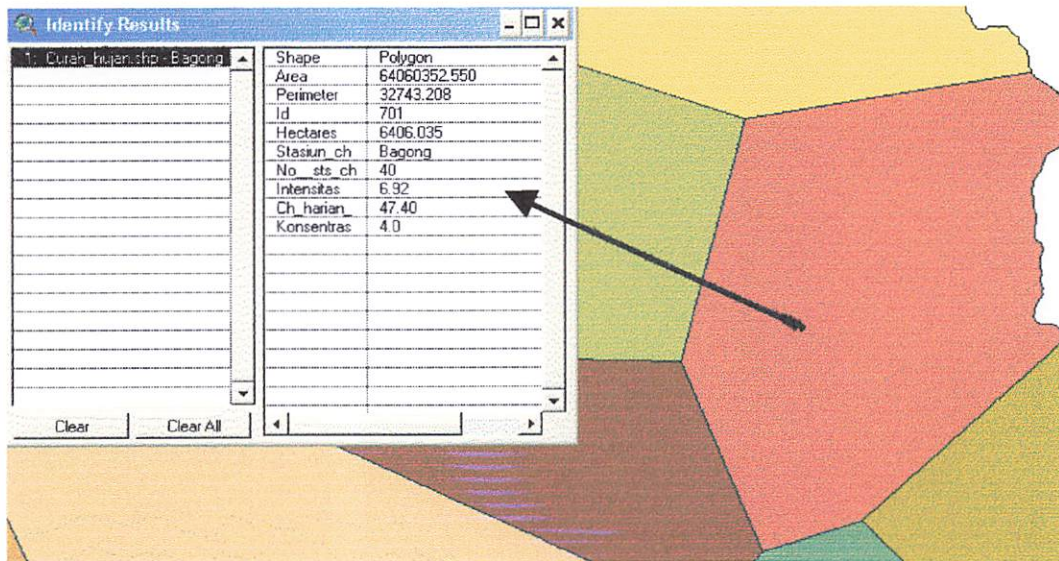 Identify Results
1: Curah_hujan.shp - Bagong
Shape Polygon
Area 64060352.550
Perimeter 32743.208
Id 701
Hectares 6406.035
Stasiun_ch Bagong
No__sts_ch 40
Intensitas 6.92
Ch_harian_ 47.40
Konsentras 4.0
Clear Clear All